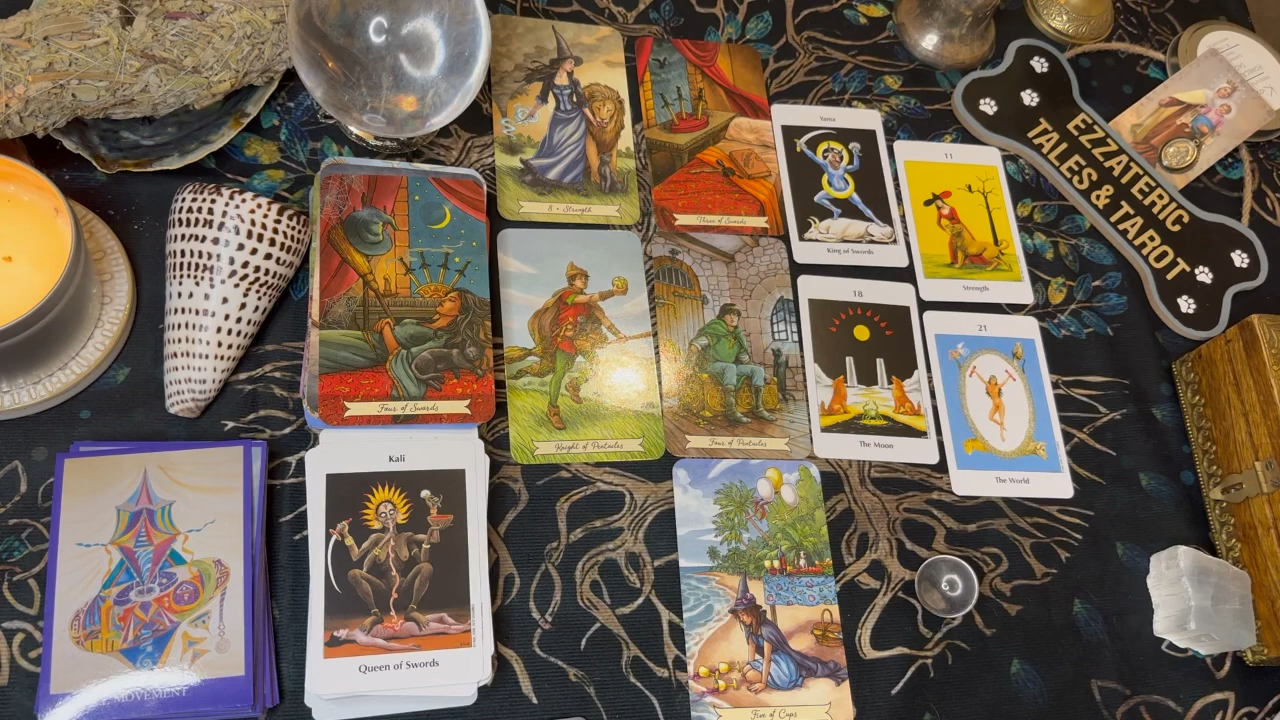 8 • Strength
Three of Swords
Yama
King of Swords
11
Strength
EZZATERIC
TALES & TAROT
Four of Swords
Knight of Pentacles
Four of Pentacles
18
The Moon
21
The World
MOVEMENT
Kali
Queen of Swords
Five of Cups